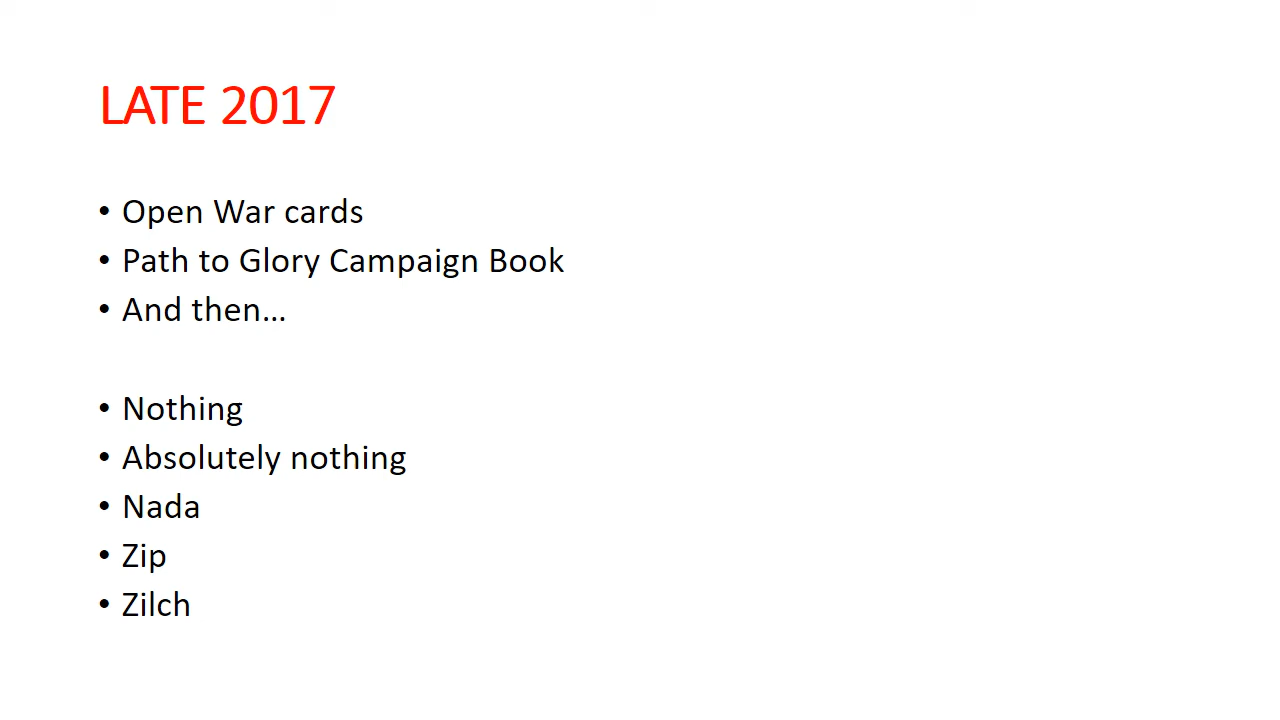 LATE 2017
• Open War cards
• Path to Glory Campaign Book
• And then...
• Nothing
• Absolutely nothing
• Nada
• Zip
• Zilch